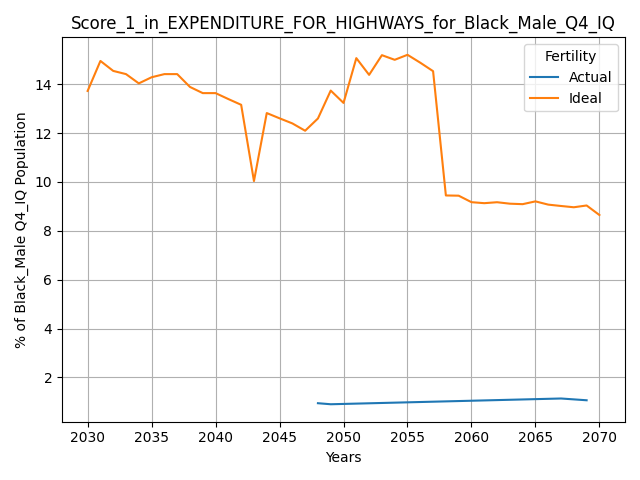 Score_1_in_EXPENDITURE_FOR_HIGHWAYS_for_Black_Male_Q4_IQ
Fertility
Actual
Ideal
% of Black_Male Q4_IQ Population
14
12
10
8
6
4
2
2030 2035 2040 2045 2050 2055 2060 2065 2070
Years